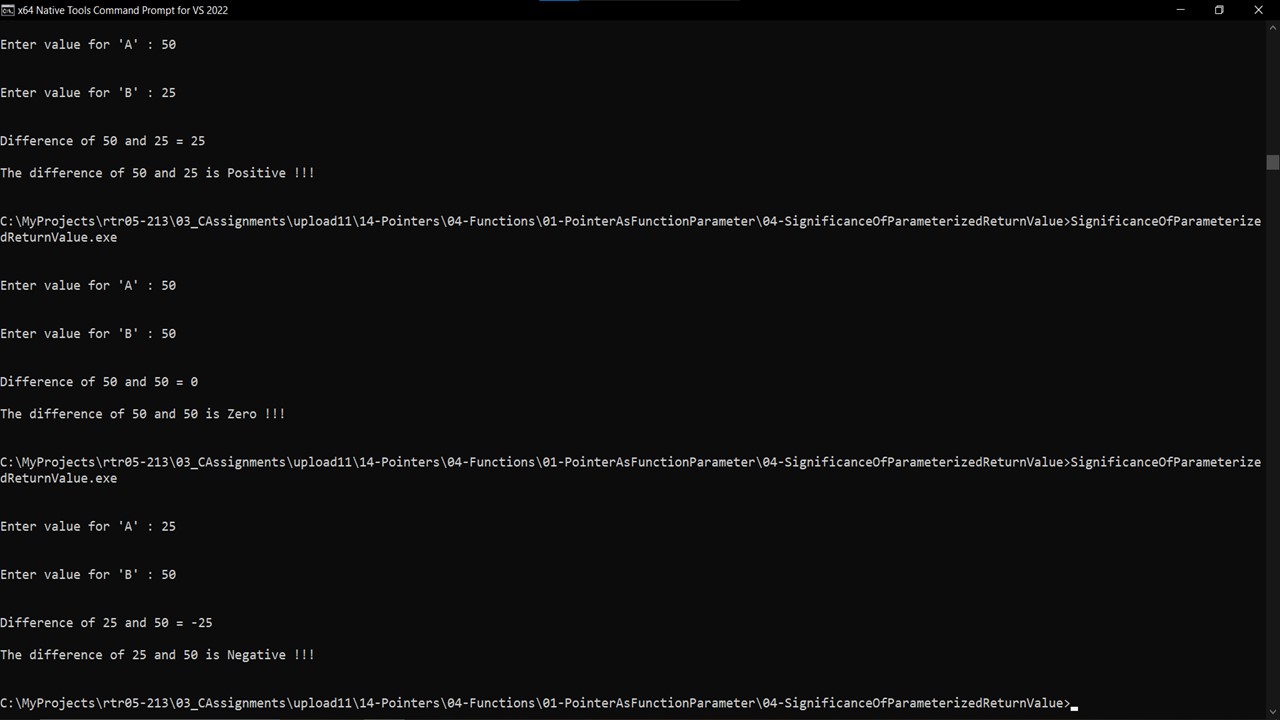 x64 Native Tools Command Prompt for VS 2022
Enter value for 'A' : 50
Enter value for 'B' : 25
Difference of 50 and 25 = 25
The difference of 50 and 25 is Positive !!!
C:\MyProjects\rtr05-213\03_CAssignments\upload11\14-Pointers\04-Functions\01-PointerAsFunctionParameter\04-SignificanceOfParameterizedReturnValue>SignificanceOfParameterize
dReturnValue.exe
Enter value for 'A' : 50
Enter value for 'B' : 50
Difference of 50 and 50 = 0
The difference of 50 and 50 is Zero !!!
C:\MyProjects\rtr05-213\03_CAssignments\upload11\14-Pointers\04-Functions\01-PointerAsFunctionParameter\04-SignificanceOfParameterizedReturnValue>SignificanceOfParameterize
dReturnValue.exe
Enter value for 'A' : 25
Enter value for 'B' : 50
Difference of 25 and 50 = -25
The difference of 25 and 50 is Negative !!!
C:\MyProjects\rtr05-213\03_CAssignments\upload11\14-Pointers\04-Functions\01-PointerAsFunctionParameter\04-SignificanceOfParameterizedReturnValue>